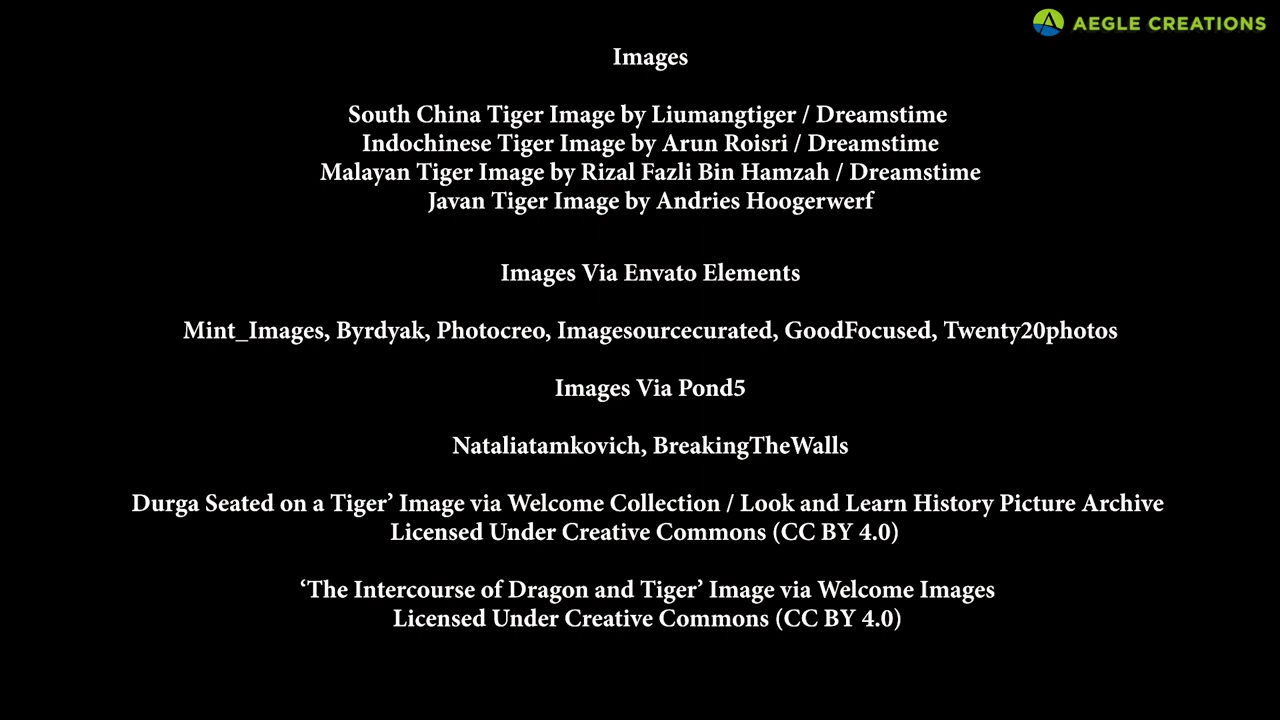 AEGLE CREATIONS
Images
South China Tiger Image by Liumangtiger / Dreamstime
Indochinese Tiger Image by Arun Roisri / Dreamstime
Malayan Tiger Image by Rizal Fazli Bin Hamzah / Dreamstime
Javan Tiger Image by Andries Hoogerwerf
Images Via Envato Elements
Mint_Images, Byrdyak, Photocreo, Imagesourcecurated, GoodFocused, Twenty20photos
Images Via Pond5
Nataliatamkovich, BreakingTheWalls
Durga Seated on a Tiger’ Image via Welcome Collection / Look and Learn History Picture Archive
Licensed Under Creative Commons (CC BY 4.0)
‘The Intercourse of Dragon and Tiger’ Image via Welcome Images
Licensed Under Creative Commons (CC BY 4.0)